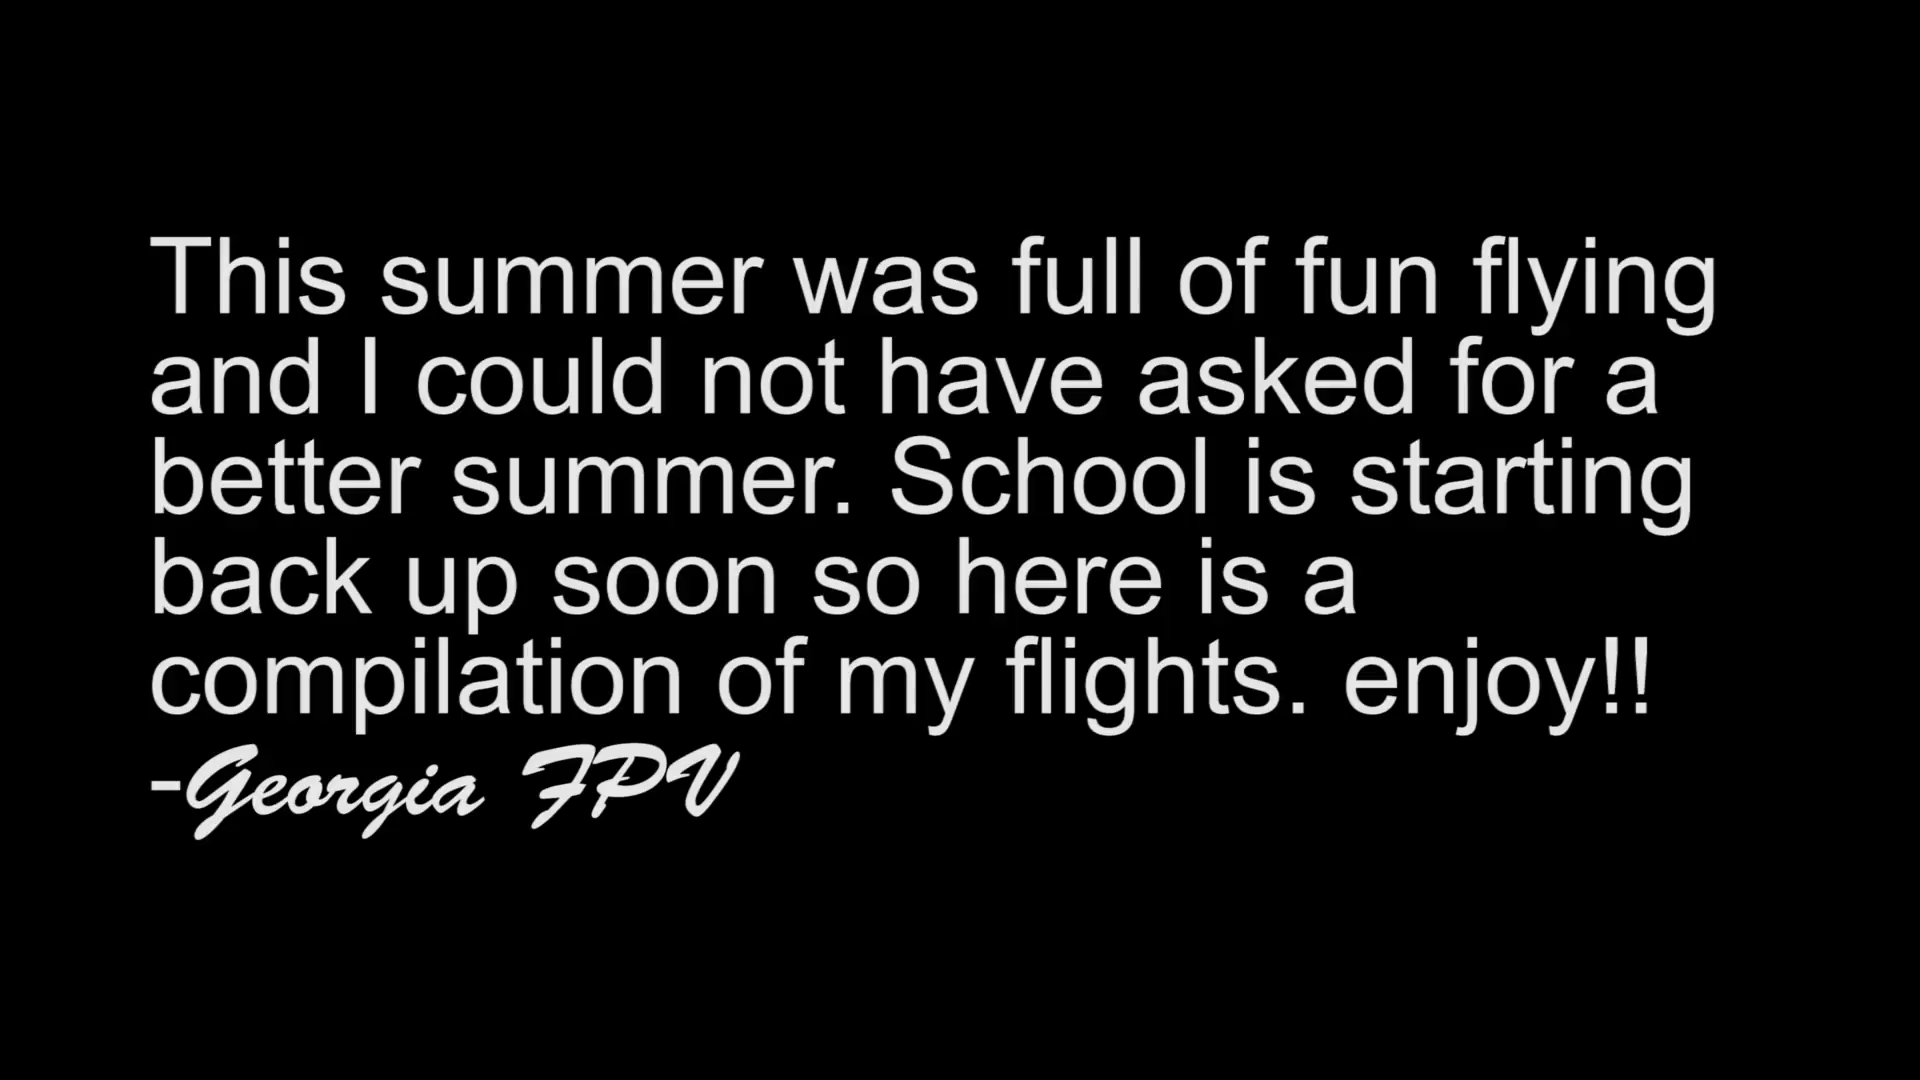 This summer was full of fun flying
and I could not have asked for a
better summer. School is starting
back up soon so here is a
compilation of my flights. enjoy!!
-Georgia FPV